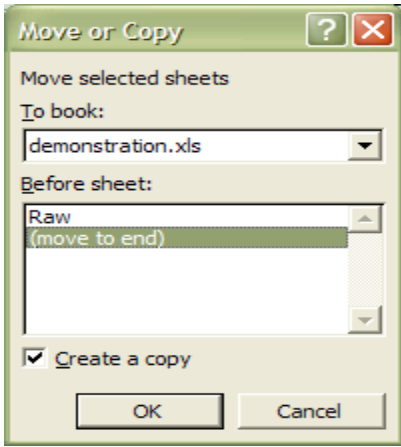 Move or Copy
Move selected sheets
To book:
demonstration.xls
Before sheet:
Raw
(move to end)
Create a copy
OK Cancel